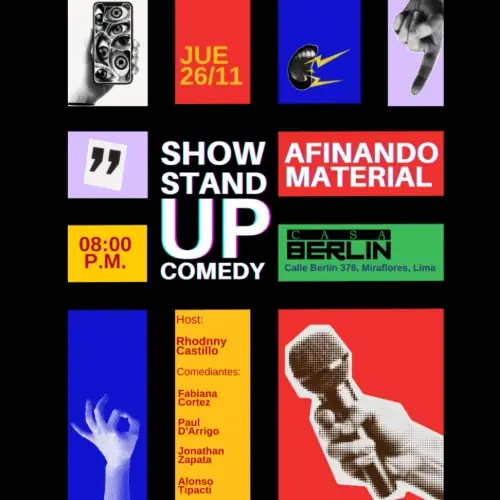 JUE
26/11
”
SHOW
STAND
UP
COMEDY
AFINANDO
MATERIAL
08:00
P.M.
CASA
BERLIN
Calle Berlín 378, Miraflores, Lima
Host:
Rhodnny
Castillo
Comediantes:
Fabiana
Cortez
Paul
D'Arrigo
Jonathan
Zapata
Alonso
Tipacti